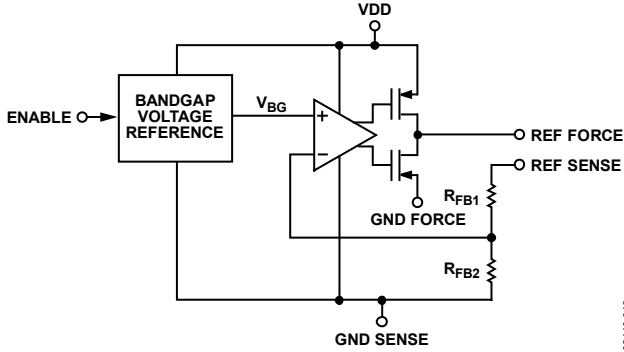 VDD
ENABLE
BANDGAP
VOLTAGE
REFERENCE
VBG
+
−
REF FORCE
REF SENSE
RFB1
GND FORCE
RFB2
GND SENSE